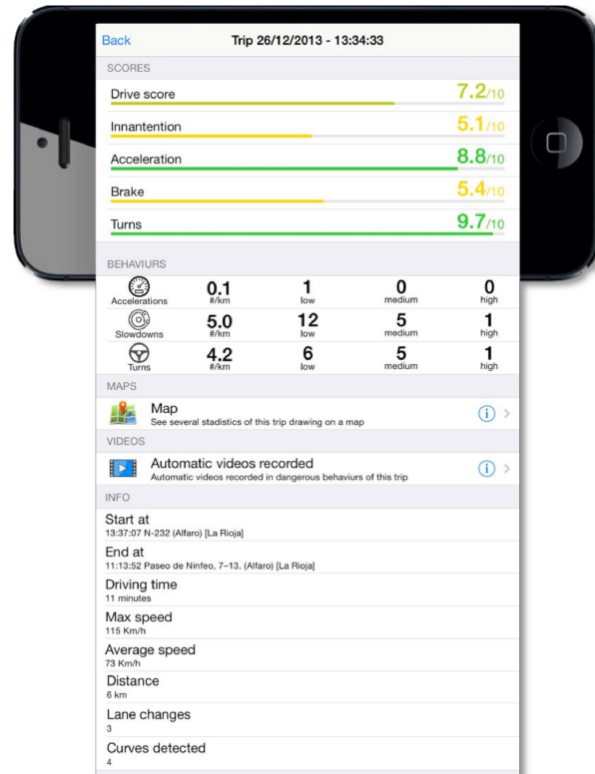 Back Trip 26/12/2013 - 13:34:33
SCORES
Drive score 7.2/10
Innantention 5.1/10
Acceleration 8.8/10
Brake 5.4/10
Turns 9.7/10
BEHAVIURS
Accelerations 0.1 #/km 1 low 0 medium 0 high
Slowdowns 5.0 #/km 12 low 5 medium 1 high
Turns 4.2 #/km 6 low 5 medium 1 high
MAPS
Map
See several stadistics of this trip drawing on a map
VIDEOS
Automatic videos recorded
Automatic videos recorded in dangerous behaviurs of this trip
INFO
Start at
13:37:07 N-232 (Alfaro) [La Rioja]
End at
11:13:52 Paseo de Ninfeo, 7–13. (Alfaro) [La Rioja]
Driving time
11 minutes
Max speed
115 Km/h
Average speed
73 Km/h
Distance
6 km
Lane changes
3
Curves detected
4